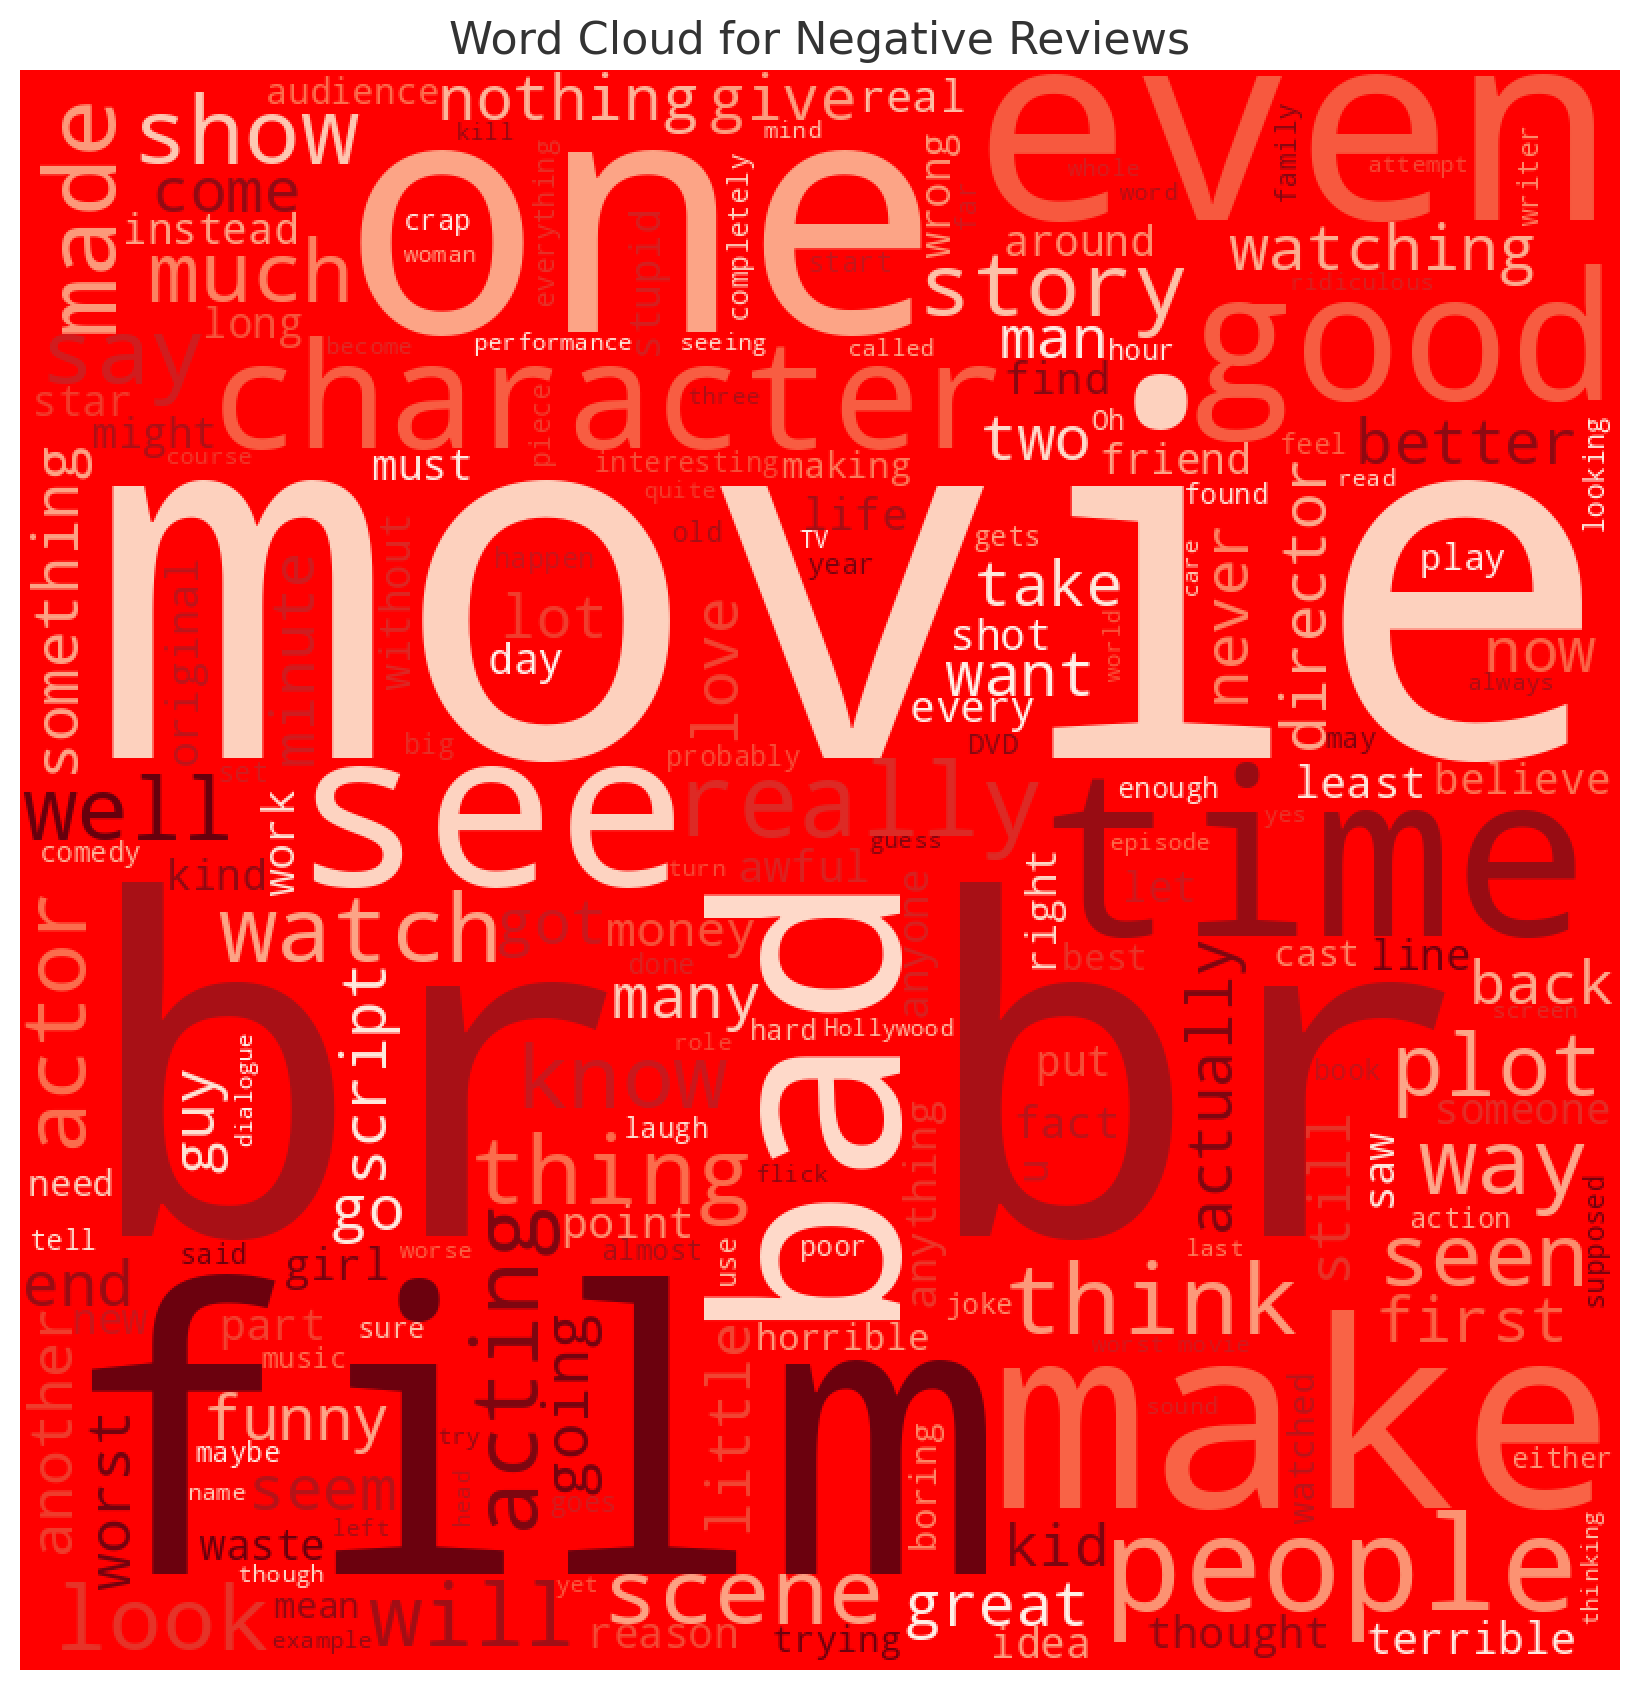 Word Cloud for Negative Reviews
audience
nothing
give
real
even
kill
mind
show
made
one
everything
completely
wrong
whole
word
family
attempt
writer
far
come
crap
woman
stupid
start
instead
much
around
watching
story
ridiculous
good
long
say
become
performance
seeing
called
man
hour
character
find
star
piece
three
might
two
Oh
friend
feel
better
looking
course
must
interesting
making
quite
found
read
director
something
movie
life
old
TV
year
happen
gets
care
never
play
original
minute
without
lot
day
love
take
shot
want
world
every
now
always
big
probably
DVD
may
set
well
see
really
enough
least
believe
work
time
yes
comedy
kind
turn
awful
guess
episode
let
right
actor
watch
got
money
bad
anyone
done
best
cast
line
actually
back
script
many
hard
Hollywood
screen
br br
guy
dialogue
role
know
put
book
plot
someone
laugh
fact
still
thing
flick
u
saw
way
need
go
point
anything
action
supposed
tell
said
worse
almost
use
poor
last
seen
end
girl
acting
new
part
sure
going
little
horrible
joke
think
first
another
music
worst movie
film
make
funny
worst
maybe
try
boring
sound
watched
either
name
seem
head
goes
left
waste
kid
people
thinking
though
yet
scene
great
look
mean
will
example
reason
trying
idea
thought
terrible